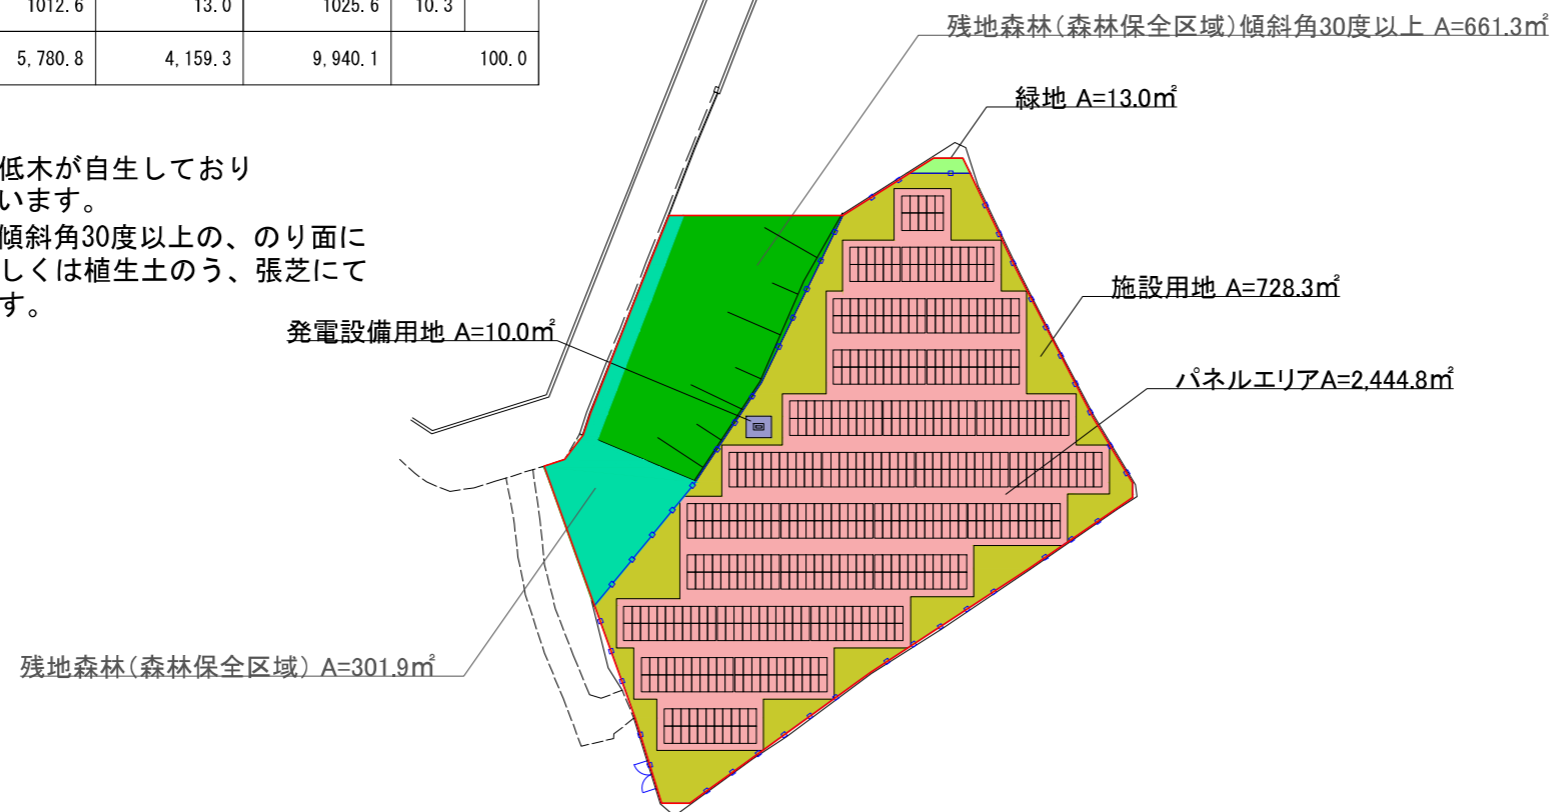 1012.6 13.0 1025.6 10.3
5,780.8 4,159.3 9,940.1 100.0
残地森林(森林保全区域)傾斜角30度以上 A=661.3㎡
緑地 A=13.0㎡
低木が自生しており
います。
傾斜角30度以上の、のり面に
しくは植生土のう、張芝にて
す。
施設用地 A=728.3㎡
発電設備用地 A=10.0㎡
パネルエリアA=2,444.8㎡
残地森林(森林保全区域) A=301.9㎡